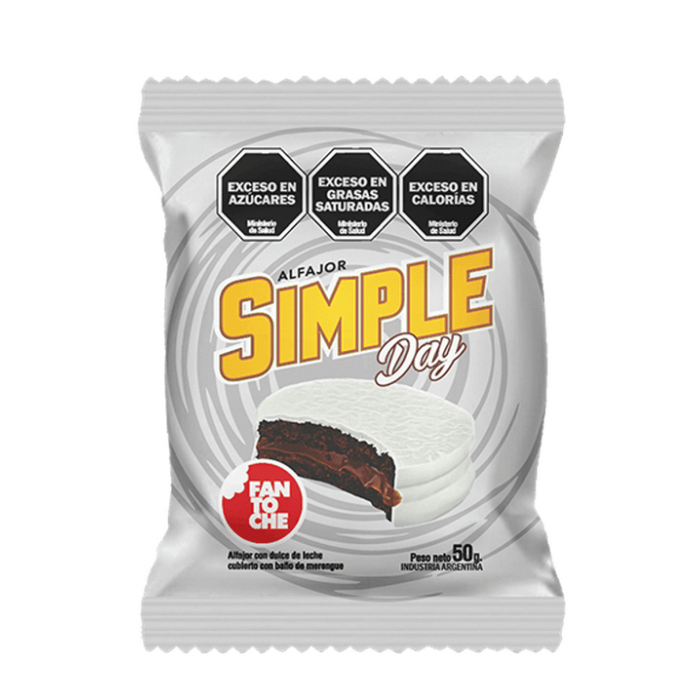 EXCESO EN
AZÚCARES
Ministerio
de Salud
EXCESO EN
GRASAS
SATURADAS
Ministerio
de Salud
EXCESO EN
CALORÍAS
Ministerio
de Salud
ALFAJOR
SIMPLE
Day
FAN
TO
CHE
Alfajor con dulce de leche
cubierto con baño de merengue
Peso neto 50g.
INDUSTRIA ARGENTINA